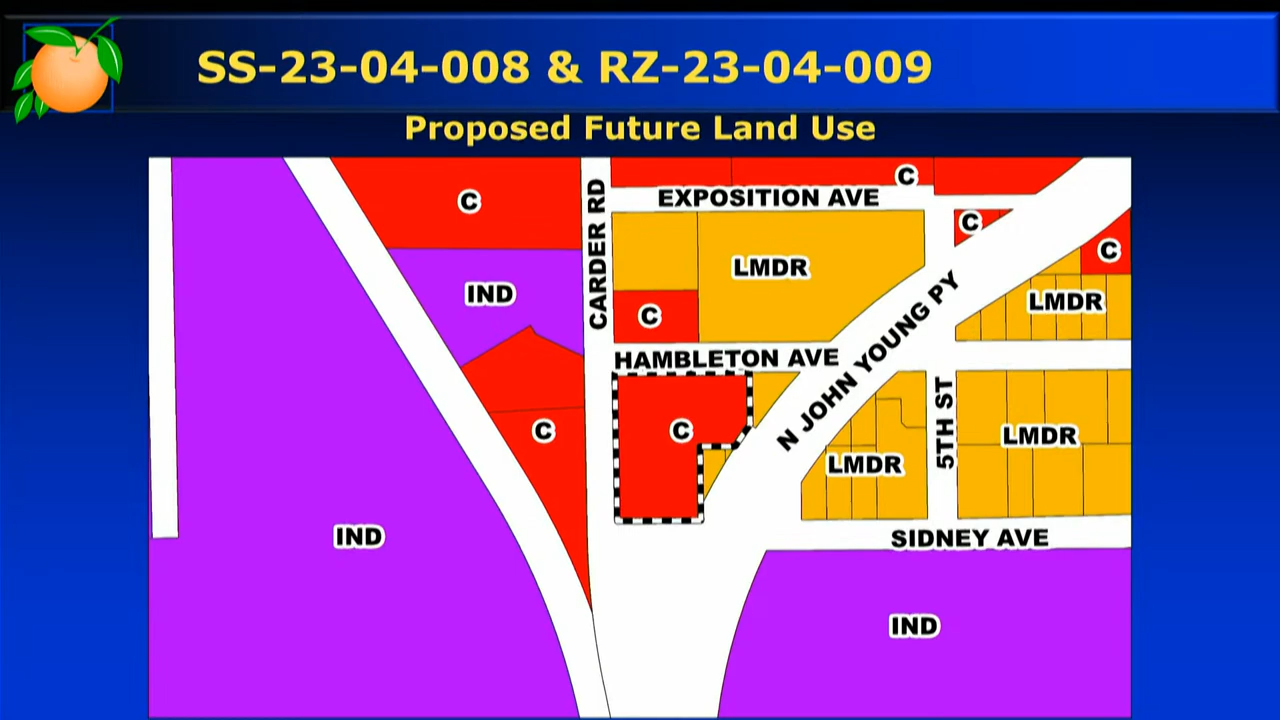 SS-23-04-008 & RZ-23-04-009
Proposed Future Land Use
C
C
EXPOSITION AVE
CARDER RD
C
C
LMDR
IND
LMDR
C
N JOHN YOUNG PY
HAMBLETON AVE
C
C
5TH ST
LMDR
LMDR
IND
SIDNEY AVE
IND